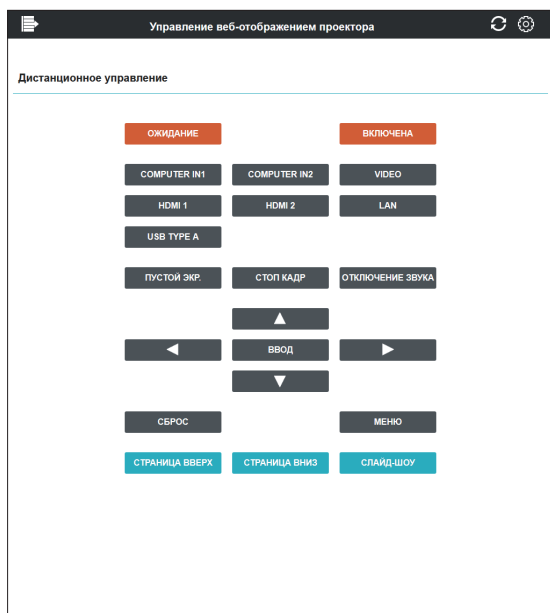 Управление веб-отображением проектора
Дистанционное управление
ОЖИДАНИЕ ВКЛЮЧЕНА
COMPUTER IN1 COMPUTER IN2 VIDEO
HDMI 1 HDMI 2 LAN
USB TYPE A
ПУСТОЙ ЭКР. СТОП КАДР ОТКЛЮЧЕНИЕ ЗВУКА
ВВОД
СБРОС МЕНЮ
СТРАНИЦА ВВЕРХ СТРАНИЦА ВНИЗ СЛАЙД-ШОУ